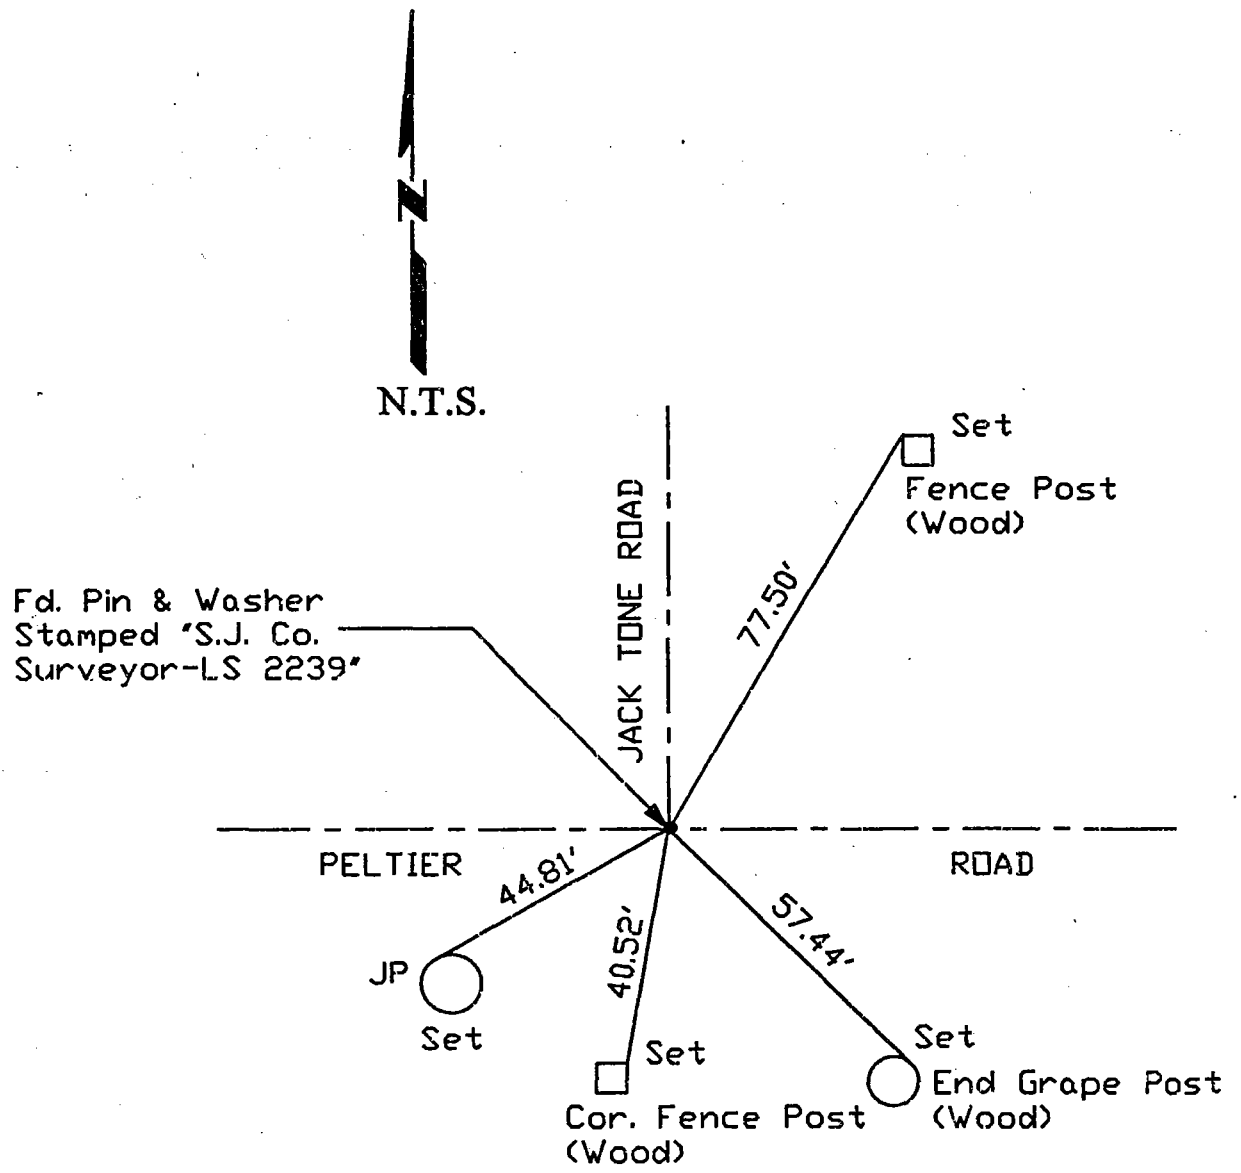 N
N.T.S.
Set
Fence Post
(Wood)
JACK TONE ROAD
77.50'
Fd. Pin & Washer
Stamped "S.J. Co.
Surveyor-LS 2239"
PELTIER
ROAD
44.81'
40.52'
57.44'
JP
Set
Set
Cor. Fence Post
(Wood)
Set
End Grape Post
(Wood)